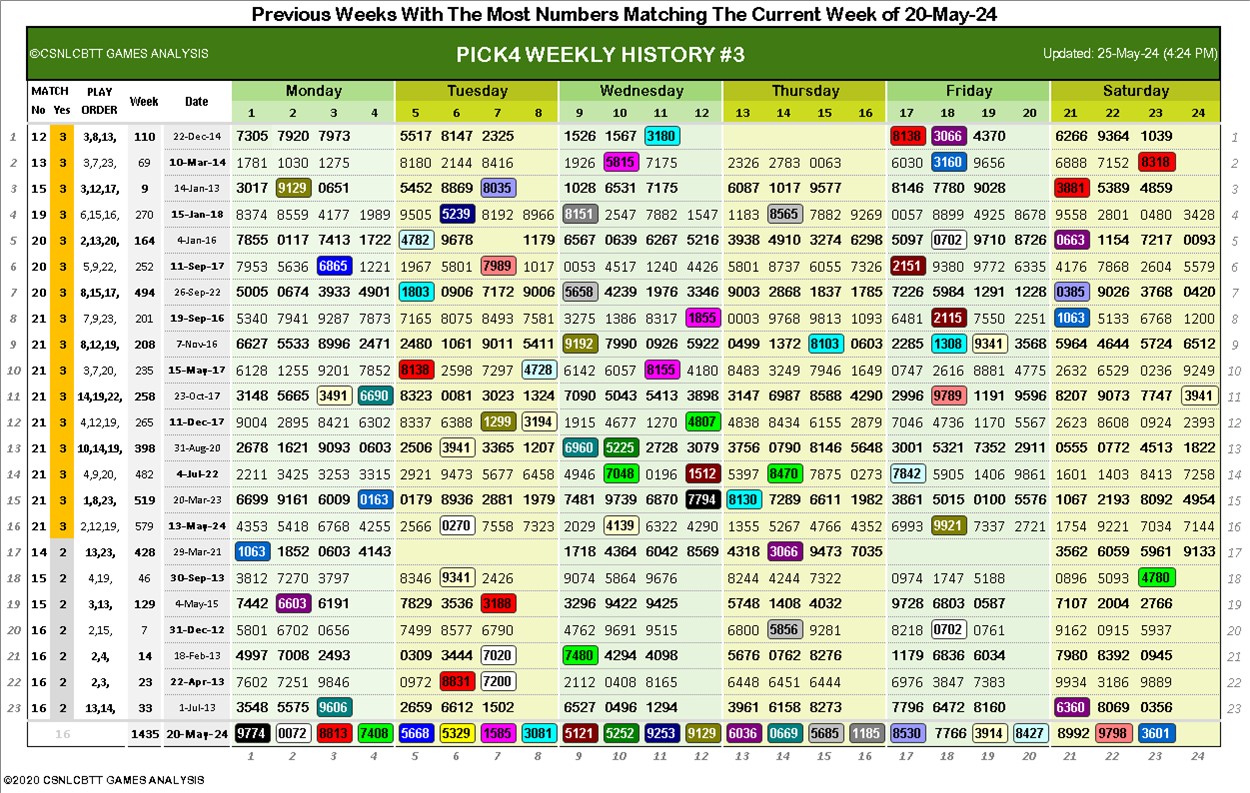 Previous Weeks With The Most Numbers Matching The Current Week of 20-May-24
©CSNLCBTT GAMES ANALYSIS PICK4 WEEKLY HISTORY #3 Updated: 25-May-24 (4:24 PM)
MATCH PLAY Week Date Monday Tuesday Wednesday Thursday Friday Saturday
No Yes ORDER 1 2 3 4 5 6 7 8 9 10 11 12 13 14 15 16 17 18 19 20 21 22 23 24
1 12 3 3,8,13, 110 22-Dec-14 7305 7920 7973 5517 8147 2325 1526 1567 3180 8138 3066 4370 6266 9364 1039 1
2 13 3 3,7,23, 69 10-Mar-14 1781 1030 1275 8180 2144 8416 1926 5815 7175 2326 2783 0063 6030 3160 9656 6888 7152 8318 2
3 15 3 3,12,17, 9 14-Jan-13 3017 9129 0651 5452 8869 8035 1028 6531 7175 6087 1017 9577 8146 7780 9028 3881 5389 4859 3
4 19 3 6,15,16, 270 15-Jan-18 8374 8559 4177 1989 9505 5239 8192 8966 8151 2547 7882 1547 1183 8565 7882 9269 0057 8899 4925 8678 9558 2801 0480 3428 4
5 20 3 2,13,20, 164 4-Jan-16 7855 0117 7413 1722 4782 9678 1179 6567 0639 6267 5216 3938 4910 3274 6298 5097 0702 9710 8726 0663 1154 7217 0093 5
6 20 3 5,9,22, 252 11-Sep-17 7953 5636 6865 1221 1967 5801 7989 1017 0053 4517 1240 4426 5801 8737 6055 7326 2151 9380 9772 6335 4176 7868 2604 5579 6
7 20 3 8,15,17, 494 26-Sep-22 5005 0674 3933 4901 1803 0906 7172 9006 5658 4239 1976 3346 9003 2868 1837 1785 7226 5984 1291 1228 0385 9026 3768 0420 7
8 21 3 7,9,23, 201 19-Sep-16 5340 7941 9287 7873 7165 8075 8493 7581 3275 1386 8317 1855 0003 9768 9813 1093 6468 2115 7550 2251 1063 5133 6768 1200 8
9 21 3 8,12,19, 208 7-Nov-16 6627 5533 8996 2471 2480 1061 9011 5411 9192 7990 0926 5922 0499 1372 8103 0603 2285 1308 9341 3568 5964 4644 5724 6512 9
10 21 3 3,7,20, 235 15-May-17 6128 1255 9201 7852 8138 2598 7297 4728 6142 6057 8155 4180 8483 3249 7946 1649 0747 2616 8881 4775 2632 6529 0236 9249 10
11 21 3 14,19,22, 258 23-Oct-17 3148 5665 3491 6690 8323 0081 3023 1324 7090 5043 5413 3898 3147 6987 8588 4290 2996 9789 1191 9596 8207 9073 7747 3941 11
12 21 3 4,12,19, 265 11-Dec-17 9004 2895 8421 6302 8337 6388 1299 3194 1915 4677 1270 4807 4838 8434 6155 2879 7046 4736 1170 5567 2623 8608 0924 2393 12
13 21 3 10,14,19, 398 31-Aug-20 2678 1621 9093 0603 2506 3941 3365 1207 6960 5225 2728 3079 3756 0790 8146 5648 3001 5321 7352 2911 0555 0772 4513 1822 13
14 21 3 4,9,20, 482 4-Jul-22 2211 3425 3253 3315 2921 9473 5677 6458 4946 7048 0196 1512 5397 8470 7875 0273 7842 5905 1406 9861 5601 1403 8413 7258 14
15 21 3 1,8,23, 519 20-Mar-23 6699 9161 6009 0163 0179 8936 2881 1979 7481 9739 6870 7794 8130 7289 6611 1982 3861 5015 0100 5576 1067 2193 8092 4954 15
16 21 3 2,12,19, 579 13-May-24 4353 5418 6768 4255 2566 0270 7558 7323 2029 4139 6322 4290 1355 5267 4766 4352 6993 9921 7337 2721 1754 9221 7034 7144 16
17 14 2 13,23, 428 29-Mar-21 1063 1852 0603 4143 1718 4364 6042 8569 4318 3066 9473 7035 3562 6059 5961 9133 17
18 15 2 4,19, 46 30-Sep-13 3812 7270 3797 8346 9341 2426 9074 5864 9676 8244 4244 7322 0974 1747 5188 0896 5093 4780 18
19 15 2 3,13, 129 4-May-15 7442 6603 6191 7829 3536 3188 3296 9422 9425 5748 1408 4032 9728 6803 0587 7107 2004 2766 19
20 16 2 2,15, 7 31-Dec-12 5801 6702 0656 7499 8577 6790 4762 9691 9515 6800 5856 9281 8218 0702 0761 9162 0915 5937 20
21 16 2 2,4, 14 18-Feb-13 4997 7008 2493 0309 3444 7020 7480 4294 4098 5676 0762 8276 1179 6836 6034 7980 8392 0945 21
22 16 2 2,3, 23 22-Apr-13 7602 7251 9846 0972 8831 7200 2112 0408 8165 6448 6451 6444 6976 3847 7383 9934 3186 9839 22
23 16 2 13,14, 33 1-Jul-13 3548 5575 9606 2659 6612 1502 6527 0496 1294 3961 6158 8273 7796 6472 8160 6360 8069 0356 23
16 1435 20-May-24 9774 0072 8813 7408 5668 5329 1585 3081 5121 5252 9253 9129 6036 0669 5685 1185 8530 7766 3914 8427 8992 9798 3601
1 2 3 4 5 6 7 8 9 10 11 12 13 14 15 16 17 18 19 20 21 22 23 24
©2020 CSNLCBTT GAMES ANALYSIS